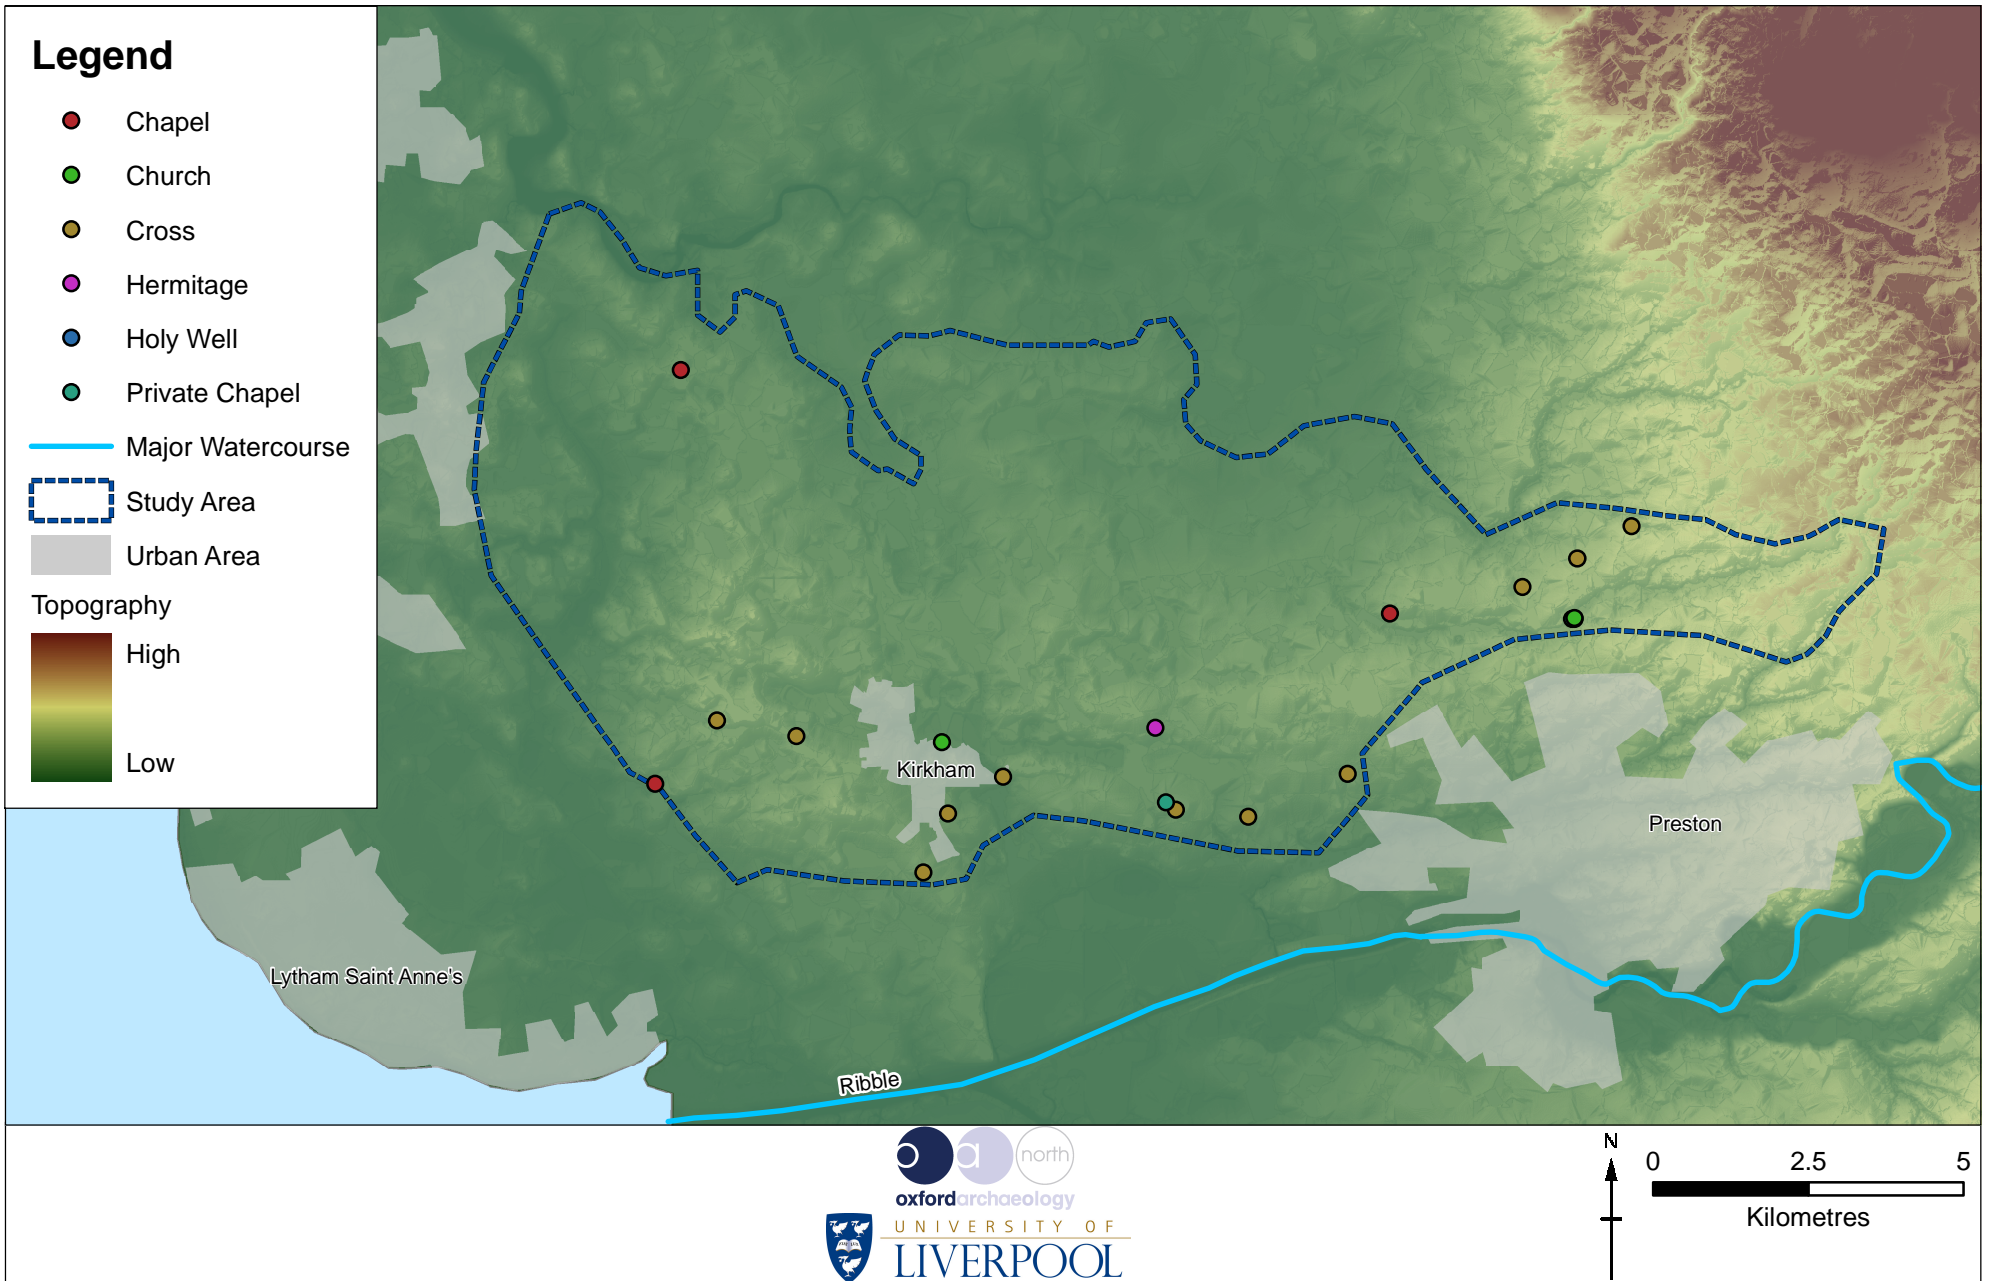 Legend
Chapel
Church
Cross
Hermitage
Holy Well
Private Chapel
Major Watercourse
Study Area
Urban Area
Topography
High
Low
Kirkham
Preston
Lytham Saint Anne's
Ribble
oa north
oxfordarchaeology
UNIVERSITY OF
LIVERPOOL
N
0 2.5 5
Kilometres